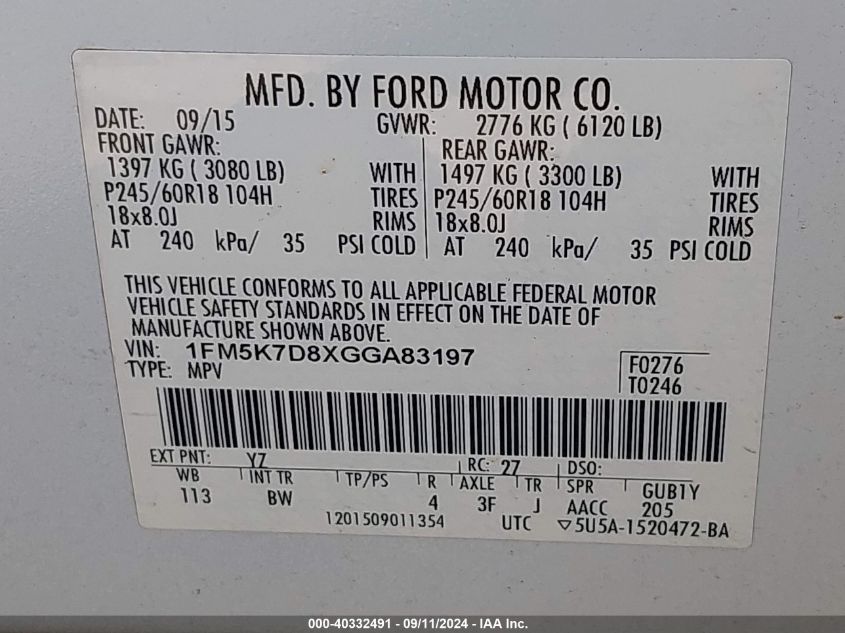 MFD. BY FORD MOTOR CO.
DATE: 09/15 GVWR: 2776 KG ( 6120 LB)
FRONT GAWR: REAR GAWR:
1397 KG ( 3080 LB) WITH 1497 KG ( 3300 LB) WITH
P245/60R18 104H TIRES P245/60R18 104H TIRES
18x8.0J RIMS 18x8.0J RIMS
AT 240 kPa/ 35 PSI COLD AT 240 kPa/ 35 PSI COLD
THIS VEHICLE CONFORMS TO ALL APPLICABLE FEDERAL MOTOR
VEHICLE SAFETY STANDARDS IN EFFECT ON THE DATE OF
MANUFACTURE SHOWN ABOVE.
VIN: 1FM5K7D8XGGA83197 F0276
TYPE: MPV T0246
EXT PNT: YZ RC: 27 DSO:
WB INT TR TP/PS R AXLE TR SPR GUB1Y
113 BW 4 3F J AACC 205
1201509011354 UTC ▽5U5A-1520472-BA
000-40332491 - 09/11/2024 - IAA Inc.